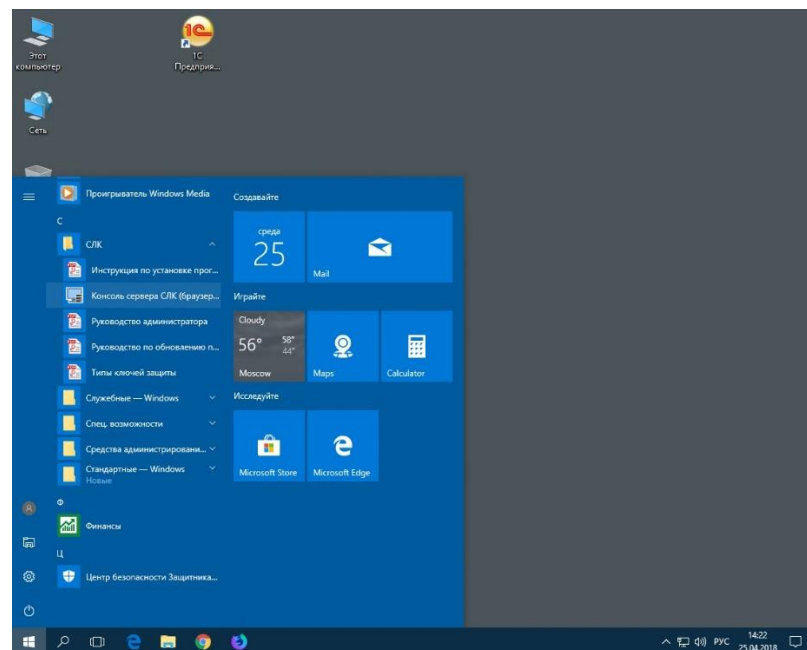 Этот
компьютер
1С
Предприя...
Сеть
Проигрыватель Windows Media
С
СЛК
Инструкция по установке прог...
Консоль сервера СЛК (браузер...
Руководство администратора
Руководство по обновлению п...
Типы ключей защиты
Служебные — Windows
Спец. возможности
Средства администрировани...
Стандартные — Windows
Новые
Ф
Финансы
Ц
Центр безопасности Защитника...
Создавайте
среда
25
Mail
Играйте
Cloudy
56° 58°
44°
Moscow
Maps
Calculator
Исследуйте
Microsoft Store
Microsoft Edge
РУС
14:22
25.04.2018